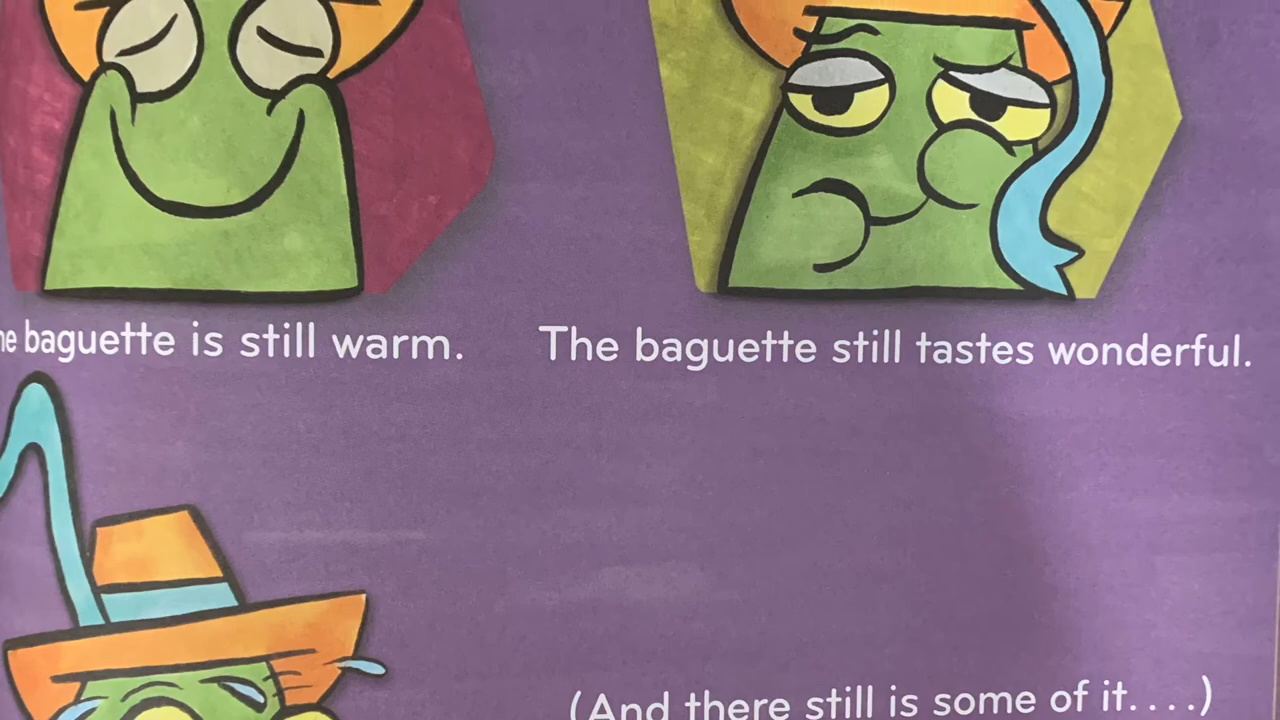 baguette is still warm.
The baguette still tastes wonderful.
(And there still is some of it....)